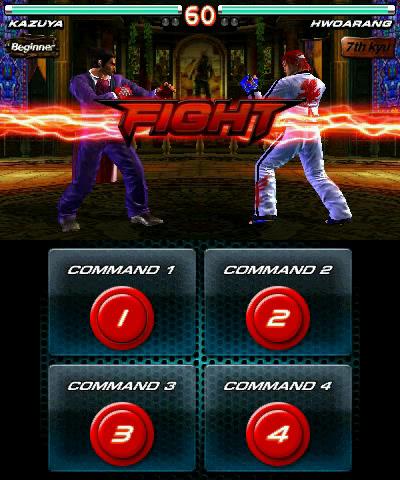 60
KAZUYA
HWOARANG
Beginner
7th kyu
FIGHT
COMMAND 1
COMMAND 2
1
2
COMMAND 3
COMMAND 4
3
4